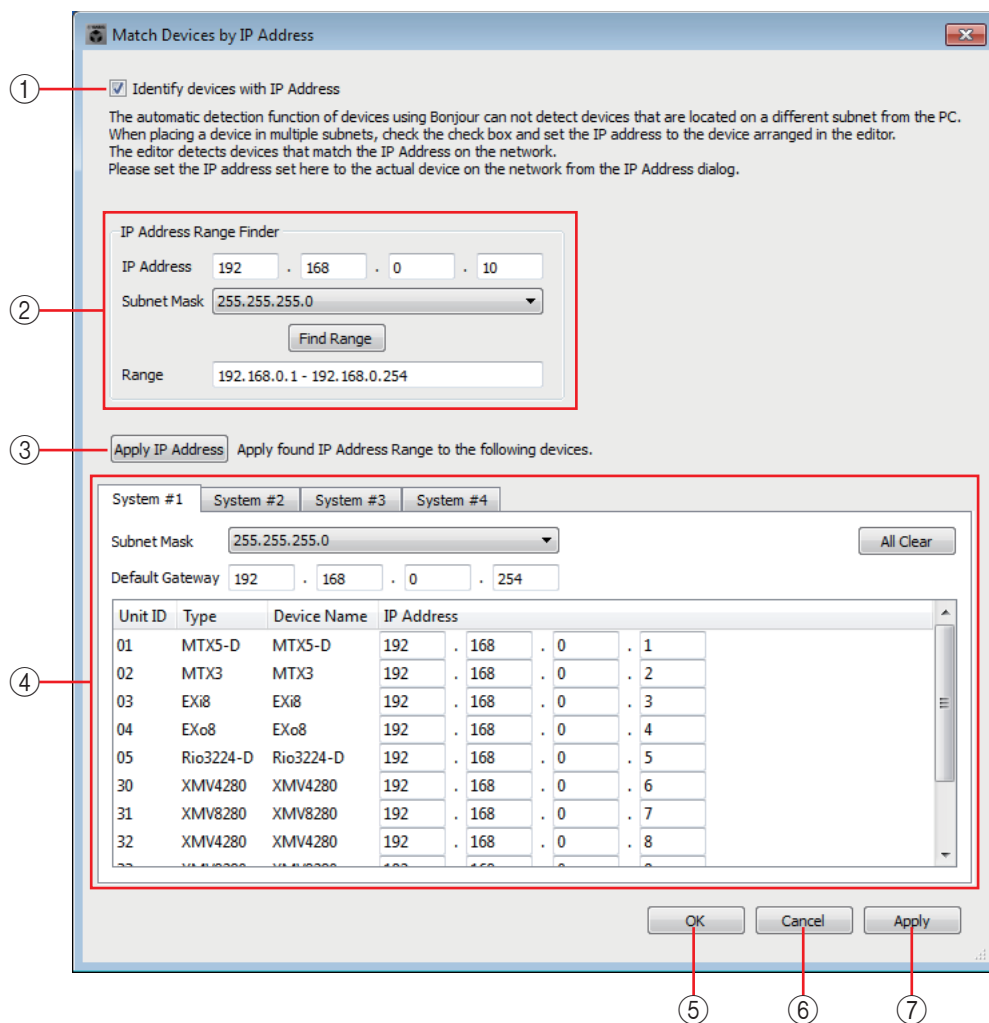 Match Devices by IP Address
① Identify devices with IP Address
The automatic detection function of devices using Bonjour can not detect devices that are located on a different subnet from the PC.
When placing a device in multiple subnets, check the check box and set the IP address to the device arranged in the editor.
The editor detects devices that match the IP Address on the network.
Please set the IP address set here to the actual device on the network from the IP Address dialog.
IP Address Range Finder
IP Address 192 . 168 . 0 . 10
② Subnet Mask 255.255.255.0
Find Range
Range 192.168.0.1 - 192.168.0.254
③ Apply IP Address Apply found IP Address Range to the following devices.
System #1 System #2 System #3 System #4
Subnet Mask 255.255.255.0 All Clear
Default Gateway 192 . 168 . 0 . 254
Unit ID Type Device Name IP Address
01 MTX5-D MTX5-D 192 . 168 . 0 . 1
④ 02 MTX3 MTX3 192 . 168 . 0 . 2
03 EXi8 EXi8 192 . 168 . 0 . 3
04 EXo8 EXo8 192 . 168 . 0 . 4
05 Rio3224-D Rio3224-D 192 . 168 . 0 . 5
30 XMV4280 XMV4280 192 . 168 . 0 . 6
31 XMV8280 XMV8280 192 . 168 . 0 . 7
32 XMV4280 XMV4280 192 . 168 . 0 . 8
OK Cancel Apply
⑤ ⑥ ⑦